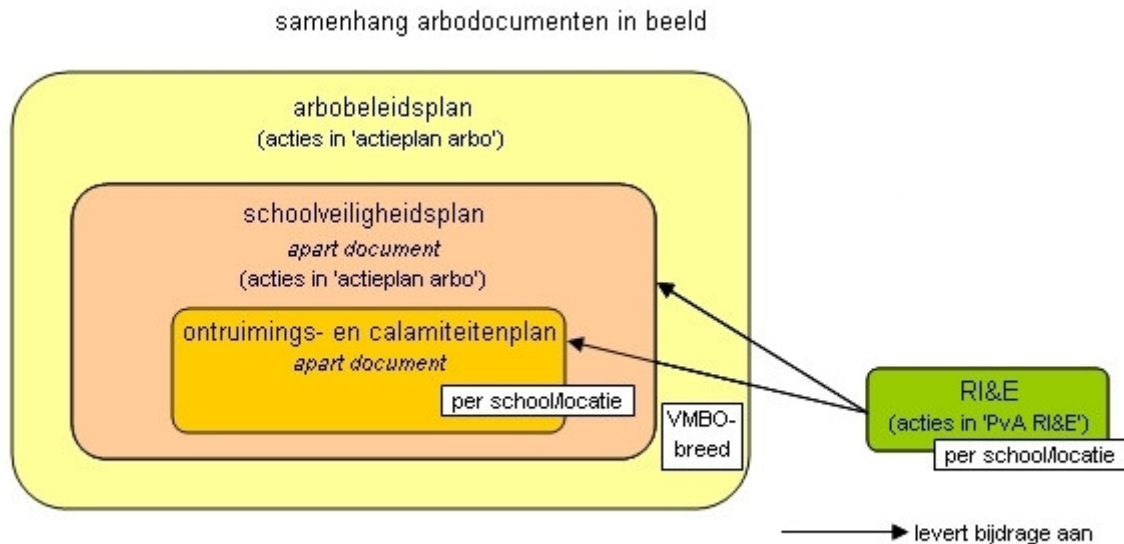 samenhang arbodocumenten in beeld
arbobeleidsplan
(acties in 'actieplan arbo')
schoolveiligheidsplan
apart document
(acties in 'actieplan arbo')
ontruimings- en calamiteitenplan
apart document
per school/locatie
VMBO-
breed
RI&E
(acties in 'PvA RI&E')
per school/locatie
levert bijdrage aan